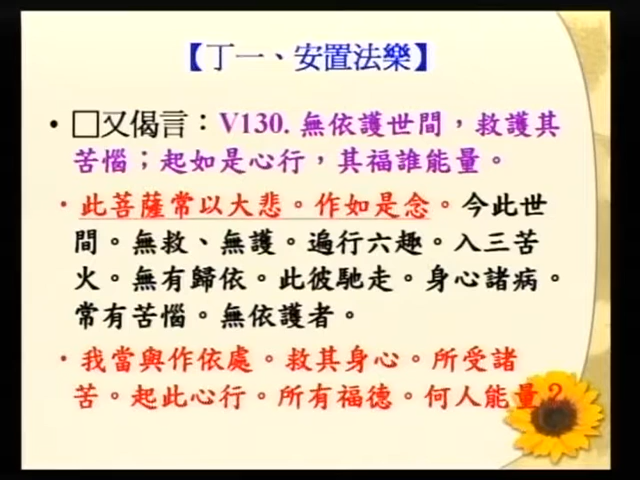 【丁一、安置法樂】
• □又偈言：V130. 無依護世間，救護其
苦惱；起如是心行，其福誰能量。
• 此菩薩常以大悲。作如是念。今此世
間。無救、無護。遍行六趣。入三苦
火。無有歸依。此彼馳走。身心諸病。
常有苦惱。無依護者。
• 我當與作依處。救其身心。所受諸
苦。起此心行。所有福德。何人能量？